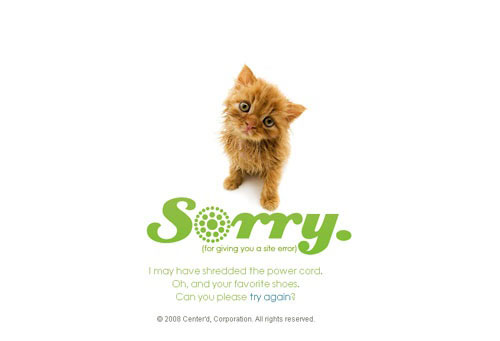 Sorry.
(for giving you a site error)
I may have shredded the power cord.
Oh, and your favorite shoes.
Can you please try again?
© 2008 Center'd, Corporation. All rights reserved.